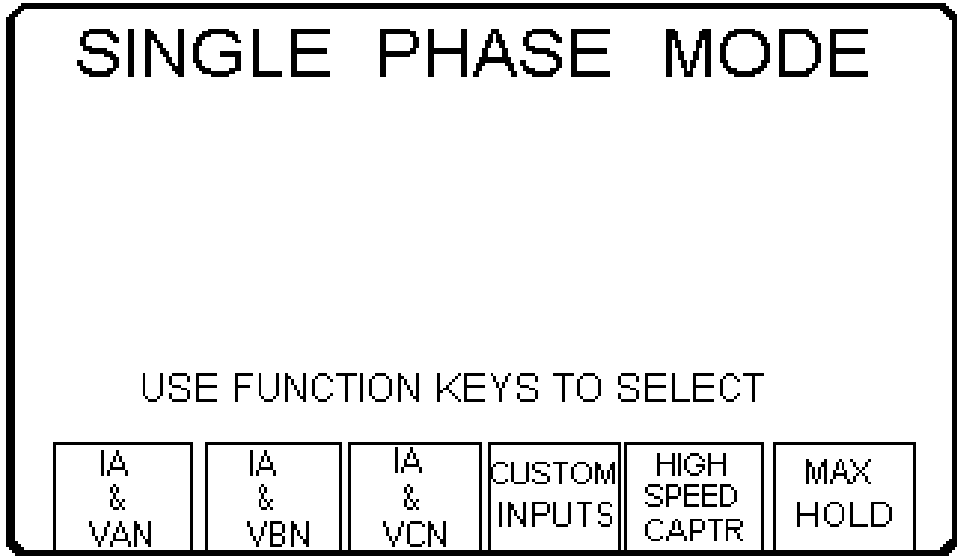 SINGLE PHASE MODE
USE FUNCTION KEYS TO SELECT
IA
&
VAN
IA
&
VBN
IA
&
VCN
CUSTOM
INPUTS
HIGH
SPEED
CAPTR
MAX
HOLD